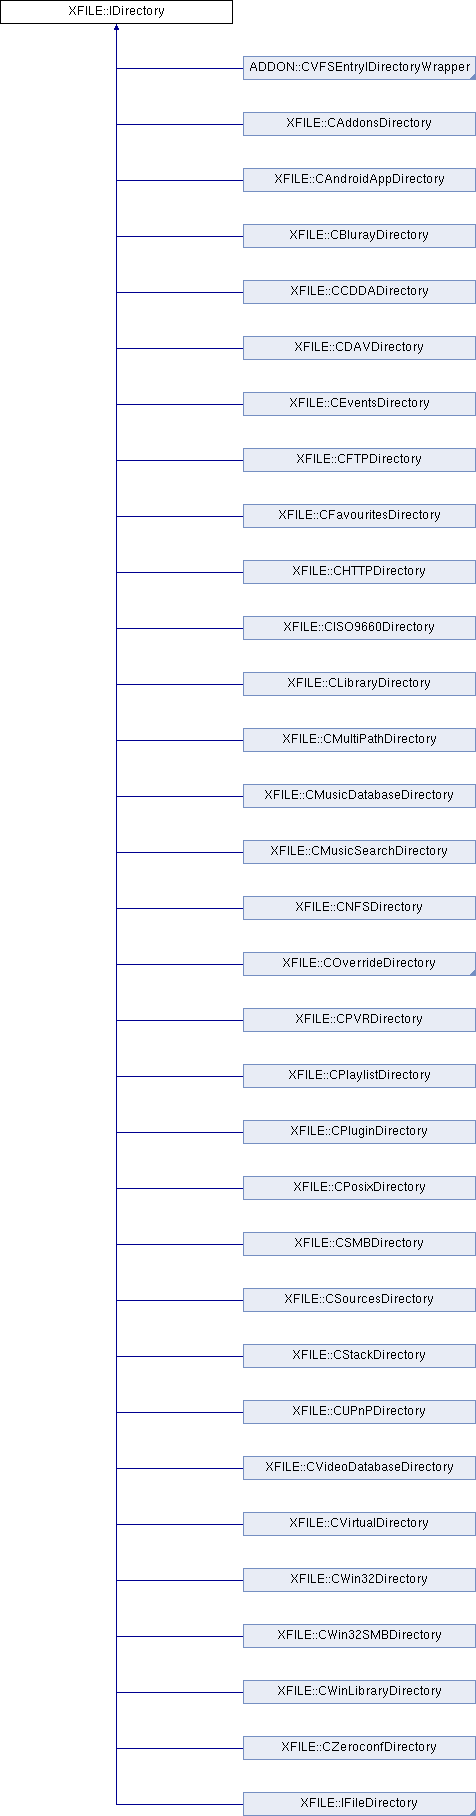 XFILE::IDirectory
ADDON::CVFSEntryIDirectoryWrapper
XFILE::CAddonsDirectory
XFILE::CAndroidAppDirectory
XFILE::CBlurayDirectory
XFILE::CCDDADirectory
XFILE::CDAVDirectory
XFILE::CEventsDirectory
XFILE::CFTPDirectory
XFILE::CFavouritesDirectory
XFILE::CHTTPDirectory
XFILE::CISO9660Directory
XFILE::CLibraryDirectory
XFILE::CMultiPathDirectory
XFILE::CMusicDatabaseDirectory
XFILE::CMusicSearchDirectory
XFILE::CNFSDirectory
XFILE::COverrideDirectory
XFILE::CPVRDirectory
XFILE::CPlaylistDirectory
XFILE::CPluginDirectory
XFILE::CPosixDirectory
XFILE::CSMBDirectory
XFILE::CSourcesDirectory
XFILE::CStackDirectory
XFILE::CUPnPDirectory
XFILE::CVideoDatabaseDirectory
XFILE::CVirtualDirectory
XFILE::CWin32Directory
XFILE::CWin32SMBDirectory
XFILE::CWinLibraryDirectory
XFILE::CZeroconfDirectory
XFILE::IFileDirectory